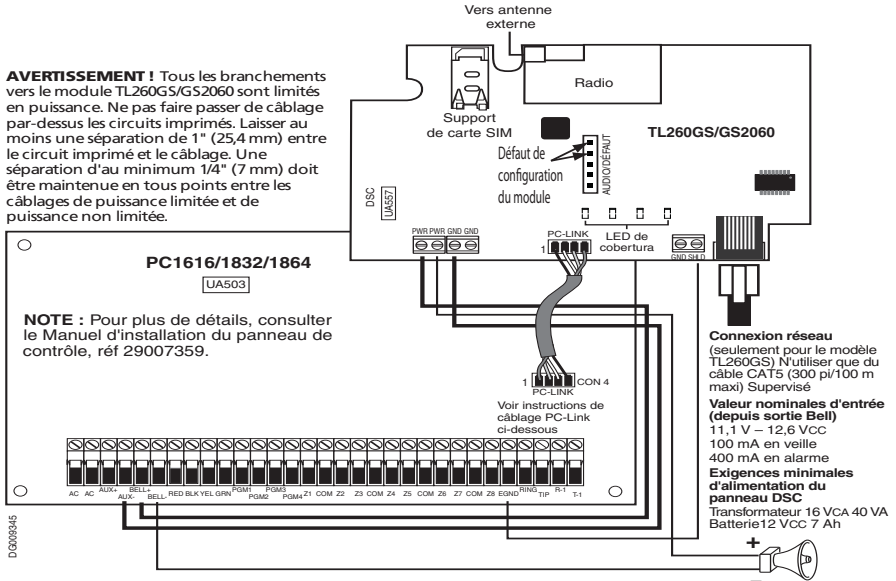 Vers antenne
externe
AVERTISSEMENT ! Tous les branchements
vers le module TL260GS/GS2060 sont limités
en puissance. Ne pas faire passer de câblage
par-dessus les circuits imprimés. Laisser au
moins une séparation de 1" (25,4 mm) entre
le circuit imprimé et le câblage. Une
séparation d'au minimum 1/4" (7 mm) doit
être maintenue en tous points entre les
câblages de puissance limitée et de
puissance non limitée.
Radio
Support
de carte SIM
TL260GS/GS2060
Défaut de
configuration
du module
AUDIO/DÉFAUT
DSC
UA557
PWR PWR GND GND
PC-LINK
1
LED de
cobertura
GND SHLD
PC1616/1832/1864
UA503
NOTE : Pour plus de détails, consulter
le Manuel d'installation du panneau de
contrôle, réf 29007359.
1
CON 4
PC-LINK
Voir instructions de
câblage PC-Link
ci-dessous
Connexion réseau
(seulement pour le modèle
TL260GS) N'utiliser que du
câble CAT5 (300 pi/100 m
maxi) Supervisé
Valeur nominales d'entrée
(depuis sortie Bell)
11,1 V – 12,6 VCC
100 mA en veille
400 mA en alarme
Exigences minimales
d'alimentation du
panneau DSC
Transformateur 16 VCA 40 VA
Batterie12 VCC 7 Ah
AC AC AUX+ AUX- BELL+ BELL- RED BLK YEL GRN PGM1 PGM2 PGM3 PGM4 Z1 COM Z2 Z3 COM Z4 Z5 COM Z6 Z7 COM Z8 EGND RING TIP R-1 T-1
DG009345
+
–